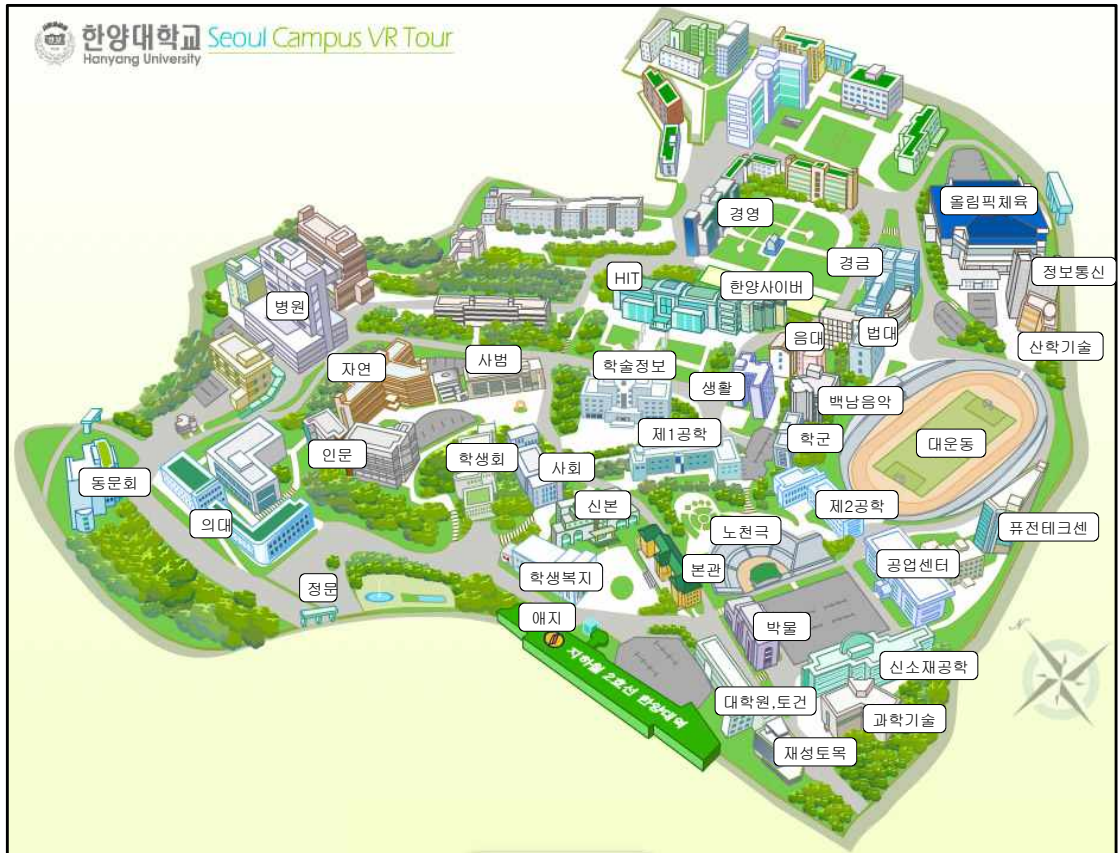 한양대학교 Seoul Campus VR Tour
Hanyang University
올림픽체육
경영
경금
정보통신
HIT
한양사이버
병원
음대
법대
산학기술
자연
사범
학술정보
생활
백남음악
제1공학
학군
대운동
인문
학생회
사회
동문회
신본
노천극
제2공학
퓨전테크센
의대
공업센터
학생복지
본관
정문
애지
박물
지하철 2호선 한양대역
신소재공학
대학원,토건
과학기술
재성토목